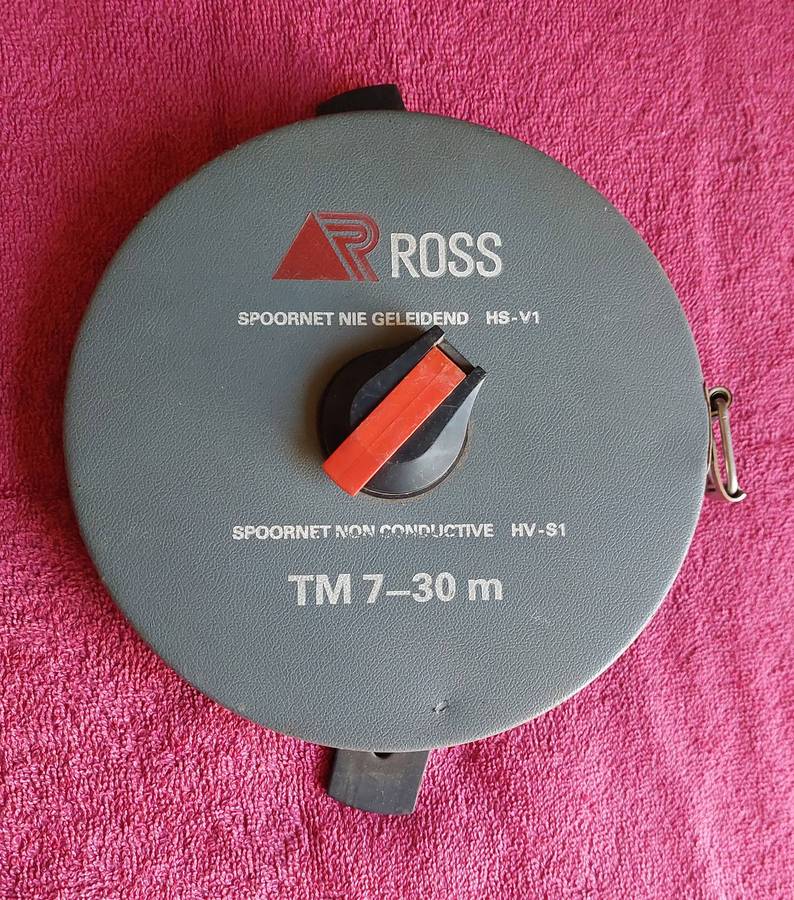 ROSS
SPOORNET NIE GELEIDEND HS-V1
SPOORNET NON CONDUCTIVE HV-S1
TM 7–30 m